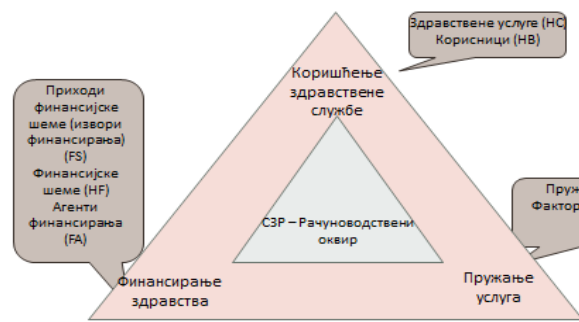 Здравствене услуге (HC)
Корисници (HB)
Коришћење
здравствене
службе
Приходи
финансијске
шеме (извори
финансирања)
(FS)
Финансијске
шеме (HF)
Агенти
финансирања
(FA)
Фактор
СЗР – Рачуноводствени
оквир
Финансирање
здравства
Пружање
услуга